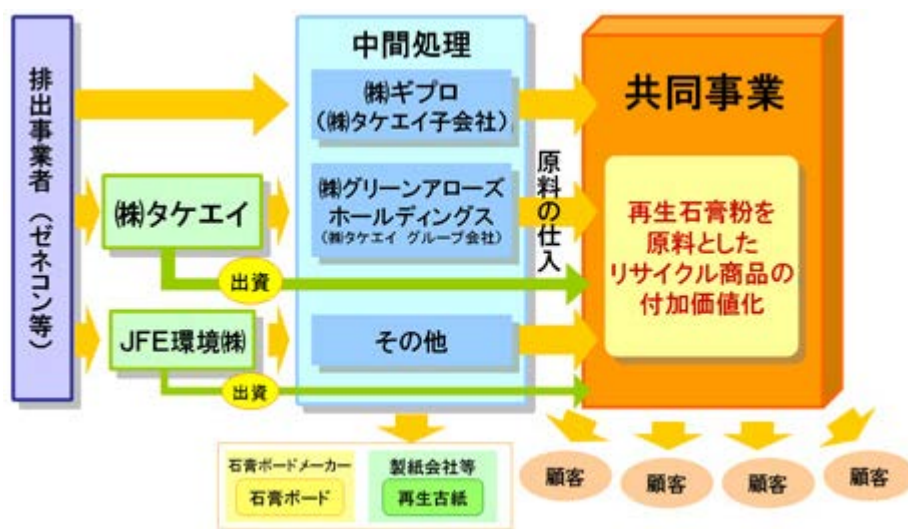 排出事業者（ゼネコン等）
㈱タケエイ
JFE環境㈱
出資
出資
中間処理
㈱ギプロ
（㈱タケエイ子会社）
㈱グリーンアローズ
ホールディングス
（㈱タケエイ グループ会社）
その他
原料の仕入
共同事業
再生石膏粉を
原料とした
リサイクル商品の
付加価値化
石膏ボードメーカー
石膏ボード
製紙会社等
再生古紙
顧客
顧客
顧客
顧客